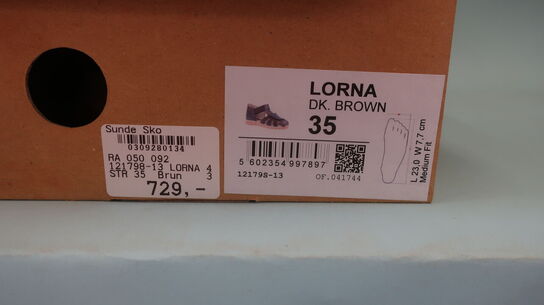 Sunde Sko
0309280134
RA 050 092
121798-13 LORNA 4
STR 35 Brun 3
729,-
LORNA
DK. BROWN
35
5 602354 997897
121798-13
OF.041744
L 23,0 W 7,7 cm
Medium Fit